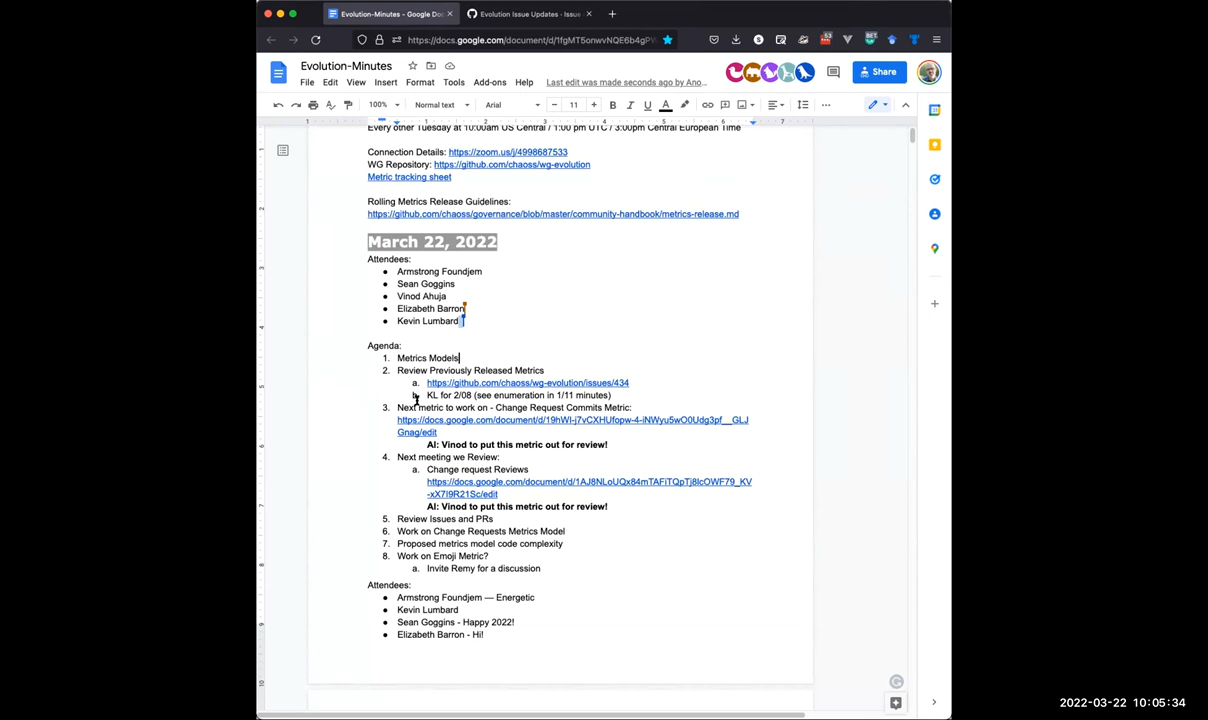 Evolution-Minutes – Google Do
Evolution Issue Updates · Issue
https://docs.google.com/document/d/1fgMT5onwvNQE6b4gP
53
BET
Evolution-Minutes
File Edit View Insert Format Tools Add-ons Help Last edit was made seconds ago by Ano...
Share
100% Normal text Arial 11 B I U A
1 1 2 3 4 5 6 7
Every other Tuesday at 10:00am US Central / 1:00 pm UTC / 3:00pm Central European Time
Connection Details: https://zoom.us/j/4998687533
WG Repository: https://github.com/chaoss/wg-evolution
Metric tracking sheet
Rolling Metrics Release Guidelines:
https://github.com/chaoss/governance/blob/master/community-handbook/metrics-release.md
March 22, 2022
Attendees:
● Armstrong Foundjem
● Sean Goggins
● Vinod Ahuja
● Elizabeth Barron
● Kevin Lumbard
Agenda:
1. Metrics Models
2. Review Previously Released Metrics
a. https://github.com/chaoss/wg-evolution/issues/434
b. KL for 2/08 (see enumeration in 1/11 minutes)
3. Next metric to work on - Change Request Commits Metric:
https://docs.google.com/document/d/19hWI-j7vCXHUfopw-4-iNWyu5wO0Udg3pf__GLJ
Gnag/edit
AI: Vinod to put this metric out for review!
4. Next meeting we Review:
a. Change request Reviews
https://docs.google.com/document/d/1AJ8NLoUQx84mTAFiTQpTj8lcOWF79_KV
-xX7I9R21Sc/edit
AI: Vinod to put this metric out for review!
5. Review Issues and PRs
6. Work on Change Requests Metrics Model
7. Proposed metrics model code complexity
8. Work on Emoji Metric?
a. Invite Remy for a discussion
Attendees:
● Armstrong Foundjem — Energetic
● Kevin Lumbard
● Sean Goggins - Happy 2022!
● Elizabeth Barron - Hi!
2022-03-22 10:05:34